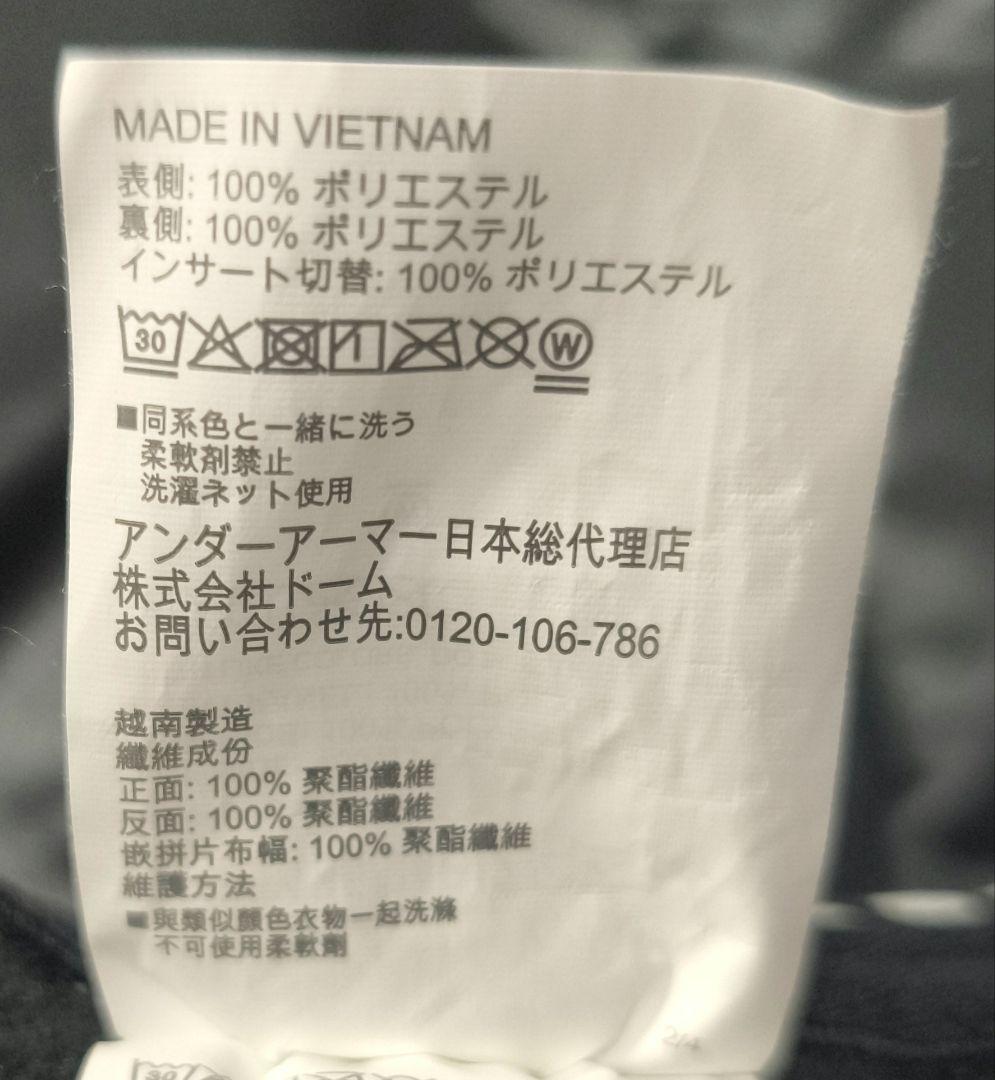 MADE IN VIETNAM
表側: 100% ポリエステル
裏側: 100% ポリエステル
インサート切替: 100% ポリエステル
30 W
■同系色と一緒に洗う
柔軟剤禁止
洗濯ネット使用
アンダーアーマー日本総代理店
株式会社ドーム
お問い合わせ先:0120-106-786
越南製造
纖維成份
正面: 100% 聚酯纖維
反面: 100% 聚酯纖維
嵌拼片布幅: 100% 聚酯纖維
維護方法
■與類似顏色衣物一起洗滌
不可使用柔軟劑
2/4
30